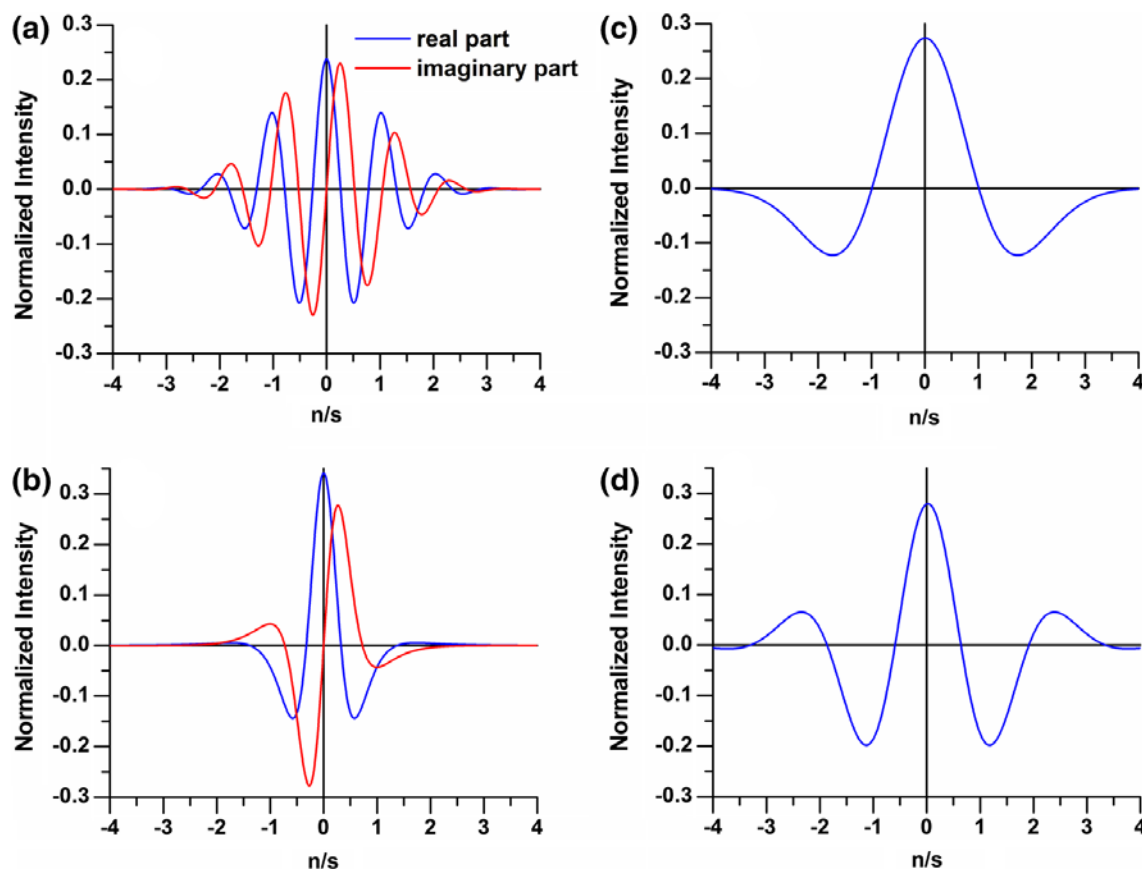 (a)
real part
imaginary part
Normalized Intensity
0.3
0.2
0.1
0.0
-0.1
-0.2
-0.3
-4 -3 -2 -1 0 1 2 3 4
n/s
(c)
Normalized Intensity
0.3
0.2
0.1
0.0
-0.1
-0.2
-0.3
-4 -3 -2 -1 0 1 2 3 4
n/s
(b)
Normalized Intensity
0.3
0.2
0.1
0.0
-0.1
-0.2
-0.3
-4 -3 -2 -1 0 1 2 3 4
n/s
(d)
Normalized Intensity
0.3
0.2
0.1
0.0
-0.1
-0.2
-0.3
-4 -3 -2 -1 0 1 2 3 4
n/s